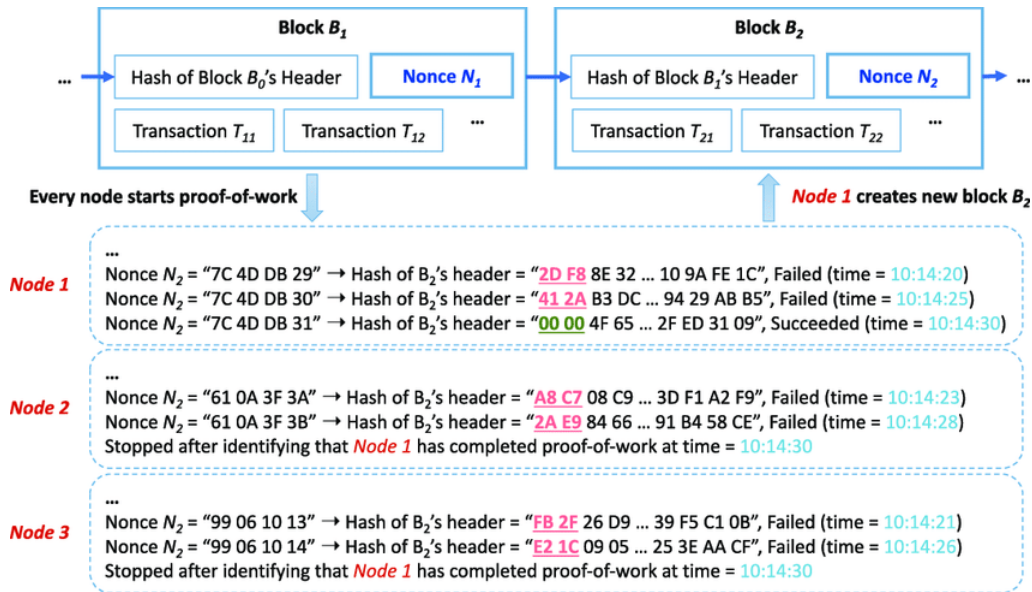 Block B1
Block B2
...
Hash of Block B0's Header
Nonce N1
Hash of Block B1's Header
Nonce N2
...
Transaction T11
Transaction T12
...
Transaction T21
Transaction T22
...
Every node starts proof-of-work
Node 1 creates new block B2
Node 1
...
Nonce N2 = “7C 4D DB 29” → Hash of B2's header = “2D F8 8E 32 ... 10 9A FE 1C”, Failed (time = 10:14:20)
Nonce N2 = “7C 4D DB 30” → Hash of B2's header = “41 2A B3 DC ... 94 29 AB B5”, Failed (time = 10:14:25)
Nonce N2 = “7C 4D DB 31” → Hash of B2's header = “00 00 4F 65 ... 2F ED 31 09”, Succeeded (time = 10:14:30)
Node 2
...
Nonce N2 = “61 0A 3F 3A” → Hash of B2's header = “A8 C7 08 C9 ... 3D F1 A2 F9”, Failed (time = 10:14:23)
Nonce N2 = “61 0A 3F 3B” → Hash of B2's header = “2A E9 84 66 ... 91 B4 58 CE”, Failed (time = 10:14:28)
Stopped after identifying that Node 1 has completed proof-of-work at time = 10:14:30
Node 3
...
Nonce N2 = “99 06 10 13” → Hash of B2's header = “FB 2F 26 D9 ... 39 F5 C1 0B”, Failed (time = 10:14:21)
Nonce N2 = “99 06 10 14” → Hash of B2's header = “E2 1C 09 05 ... 25 3E AA CF”, Failed (time = 10:14:26)
Stopped after identifying that Node 1 has completed proof-of-work at time = 10:14:30